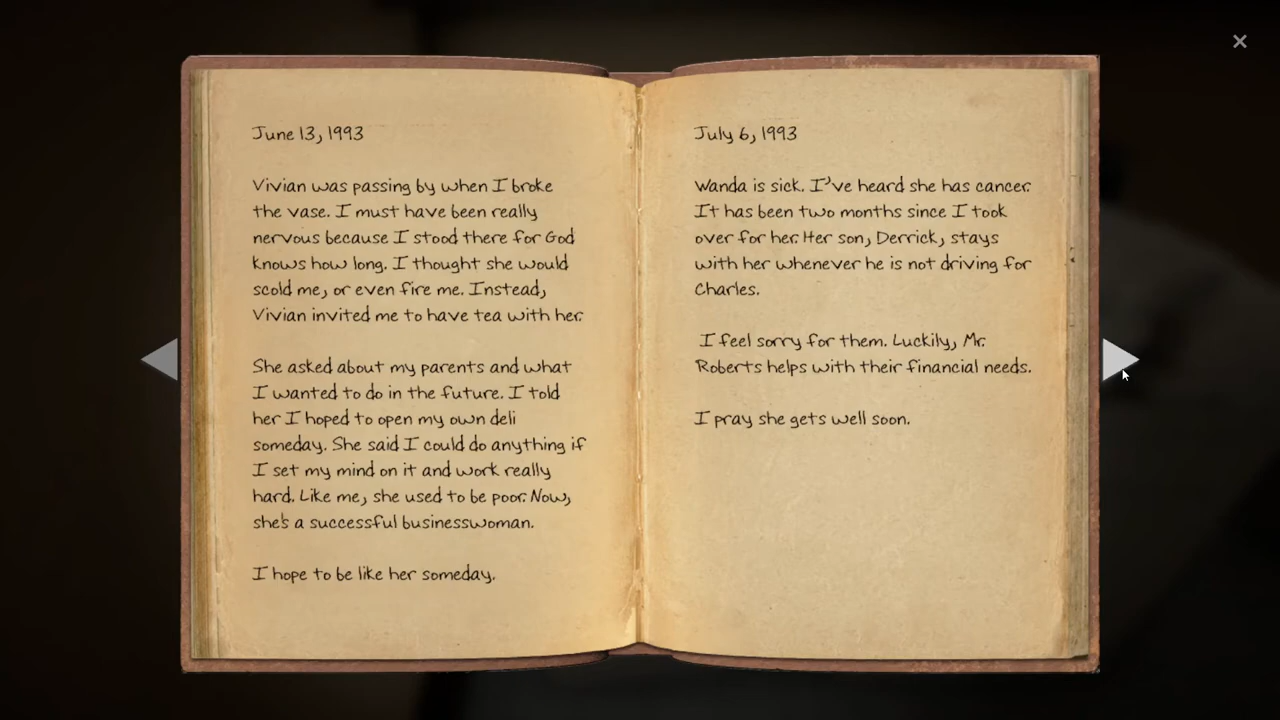 June 13, 1993
Vivian was passing by when I broke
the vase. I must have been really
nervous because I stood there for God
knows how long. I thought she would
scold me, or even fire me. Instead,
Vivian invited me to have tea with her.
She asked about my parents and what
I wanted to do in the future. I told
her I hoped to open my own deli
someday. She said I could do anything if
I set my mind on it and work really
hard. Like me, she used to be poor. Now,
she's a successful businesswoman.
I hope to be like her someday.
July 6, 1993
Wanda is sick. I've heard she has cancer.
It has been two months since I took
over for her. Her son, Derrick, stays
with her whenever he is not driving for
Charles.
I feel sorry for them. Luckily, Mr.
Roberts helps with their financial needs.
I pray she gets well soon.